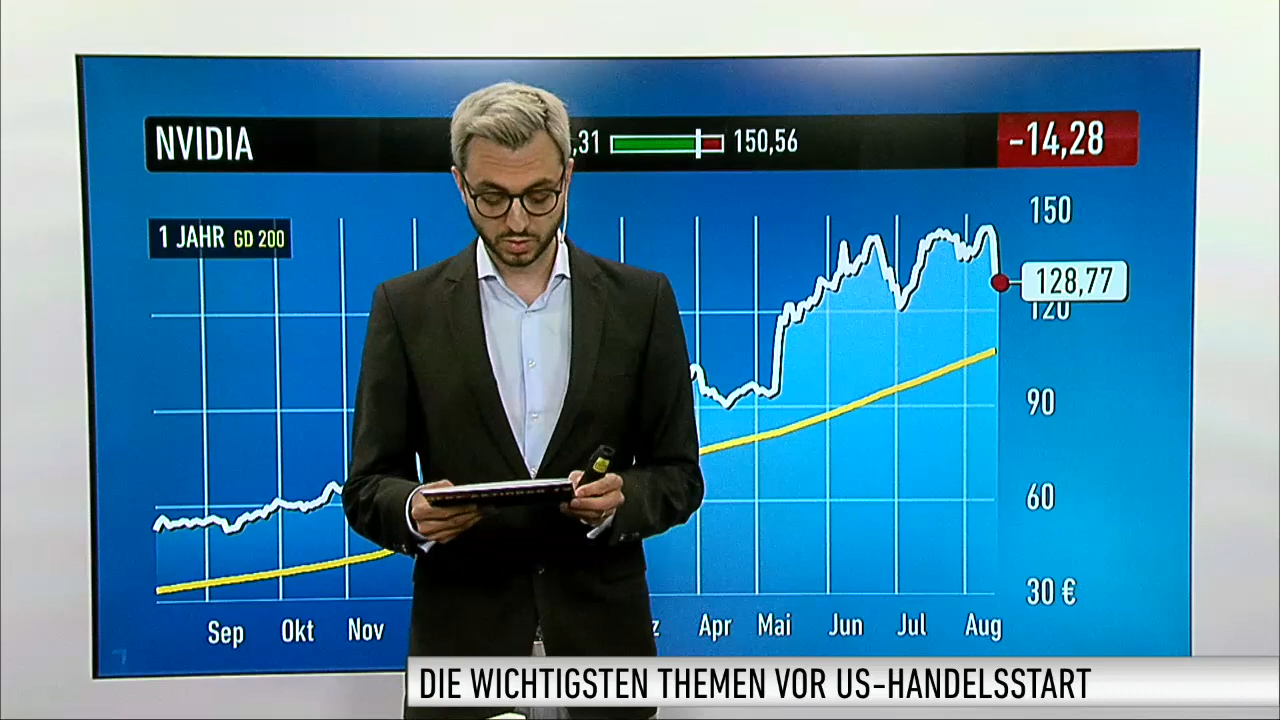 NVIDIA ,31 150,56 -14,28
1 JAHR GD 200
150
128,77
120
90
60
30 €
Sep Okt Nov z Apr Mai Jun Jul Aug
DIE WICHTIGSTEN THEMEN VOR US-HANDELSSTART